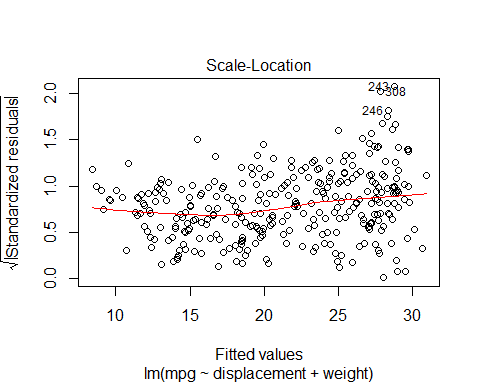 Scale-Location
√|Standardized residuals|
2.0
1.5
1.0
0.5
0.0
243
308
246
10 15 20 25 30
Fitted values
lm(mpg ~ displacement + weight)